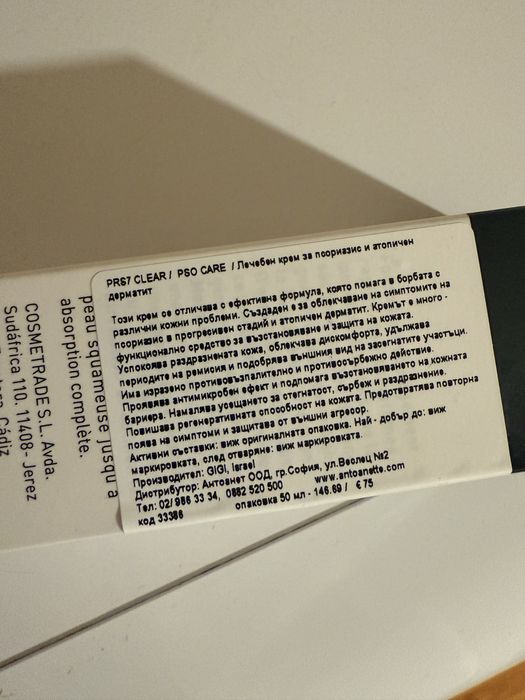 PRS7 CLEAR / PSO CARE / Лечебен крем за псориазис и атопичен
дерматит
Този крем се отличава с ефективна формула, която помага в борбата с
различни кожни проблеми. Създаден е за облекчаване на симптомите на
псориазис в прогресивен стадий и атопичен дерматит. Кремът е много -
функционално средство за възстановяване и защита на кожата.
Успокоява раздразнената кожа, облекчава дискомфорта, удължава
периодите на ремисия и подобрява външния вид на засегнатите участъци.
Има изразено противовъзпалително и противосърбежно действие.
Проявява антимикробен ефект и подпомага възстановяването на кожната
бариера. Намалява усещането за стегнатост, сърбеж и раздразнение.
Повишава регенеративната способност на кожата. Предотвратява повторна
поява на симптоми и защитава от външни агресор.
Активни съставки: виж оригиналната опаковка. Най - добър до: виж
маркировката, след отваряне: виж маркировката.
Производител: GIGI, Israel
Дистрибутор: Антоанет ООД, гр.София, ул.Веслец №2
Тел: 02/ 986 33 34, 0882 520 500 www.antoanette.com
код 33386 опаковка 50 мл - 146.69 / € 75
peau squameuse jusqu'à
absorption complète.
COSMETRADE S.L. Avda.
Sudáfrica 110. 11408- Jerez
Cádiz